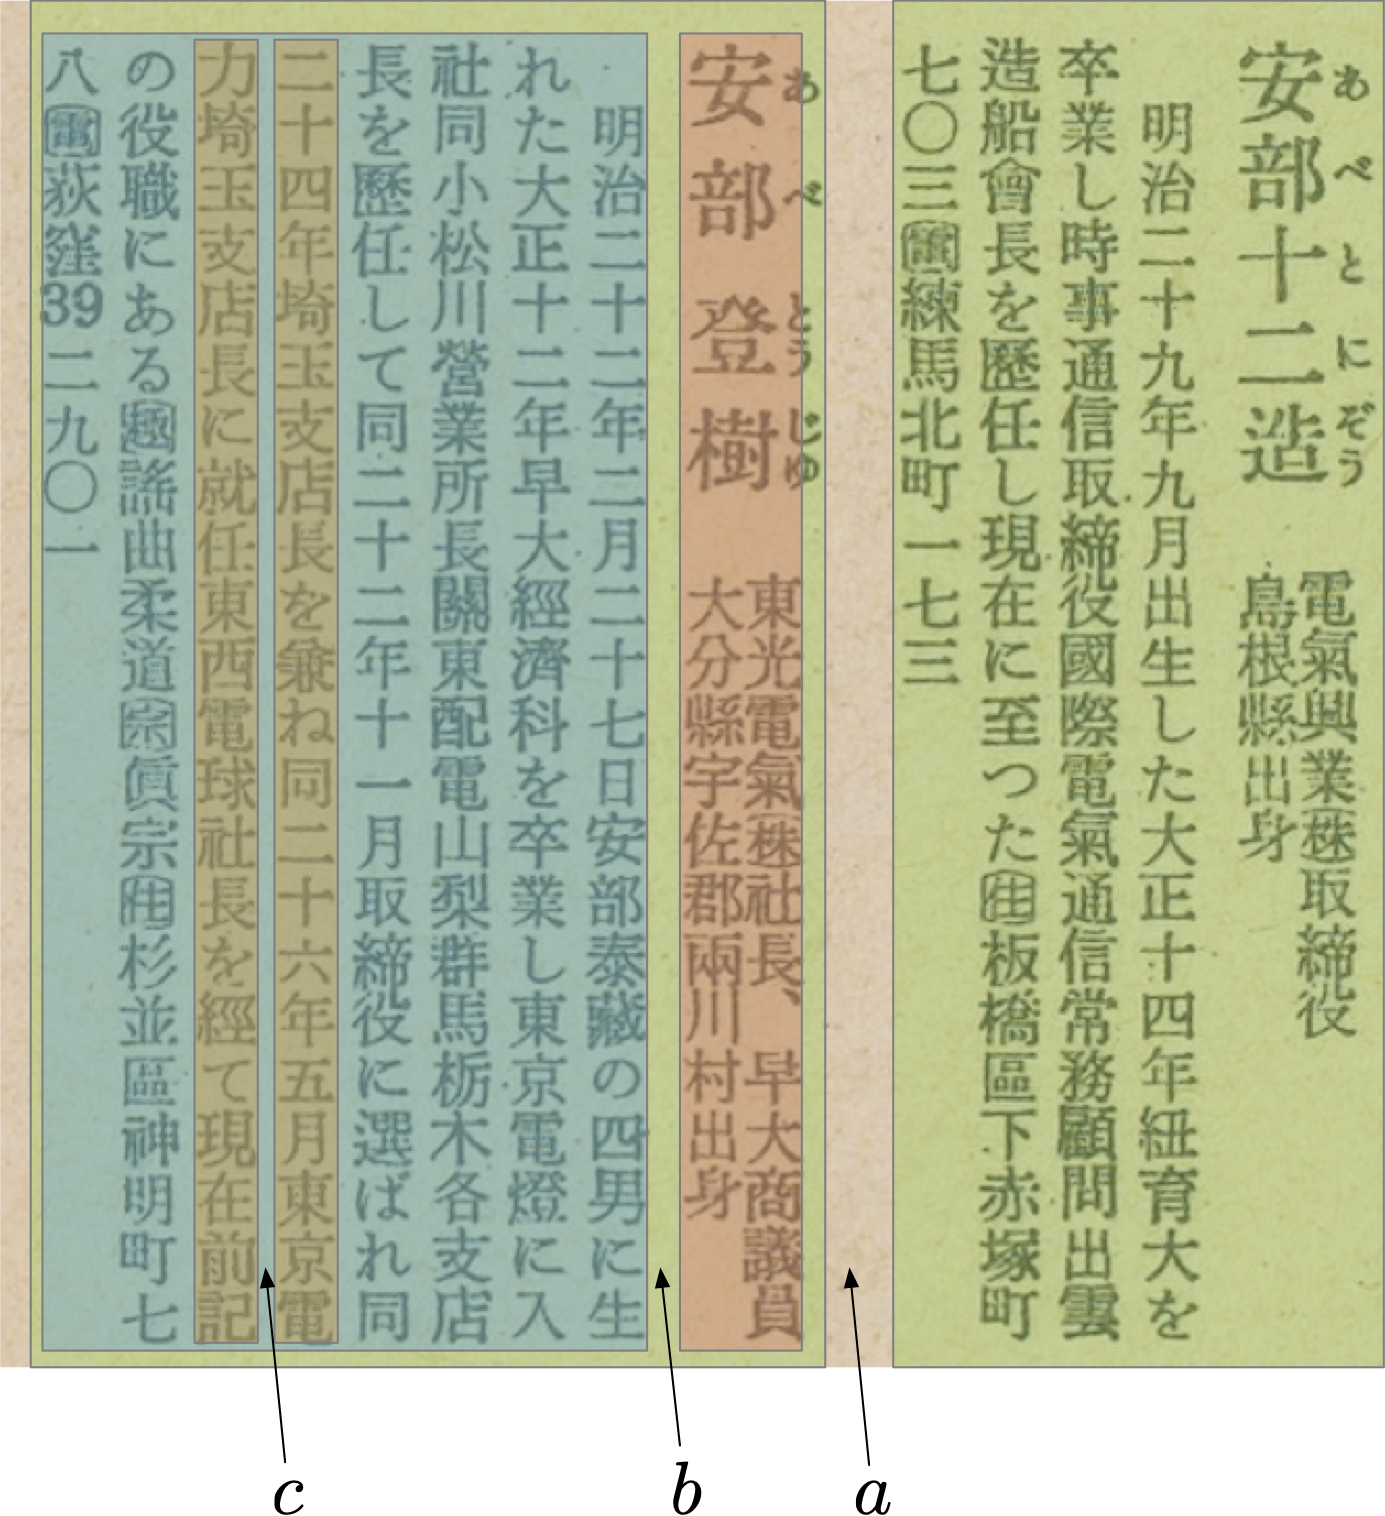 あべとにぞう
安部十二造
電氣興業㈱取締役
島根縣出身
明治二十九年九月出生した大正十四年紐育大を
卒業し時事通信取締役國際電氣通信常務顧問出雲
造船會長を歷任し現在に至つた㊟板橋區下赤塚町
七〇三 練馬北町一七三
あべとうじゆ
安部登樹
東光電氣㈱社長、早大商議員
大分縣宇佐郡兩川村出身
明治二十二年二月二十七日安部泰藏の四男に生
れた大正十二年早大經濟科を卒業し東京電燈に入
社同小松川營業所長關東配電山梨群馬栃木各支店
長を歷任して同二十二年十一月取締役に選ばれ同
二十四年埼玉支店長を兼ね同二十六年五月東京電
力埼玉支店長に就任東西電球社長を經て現在前記
の役職にある 謠曲柔道 眞宗 杉並區神明町七
八 荻窪39二九〇一
c
b
a